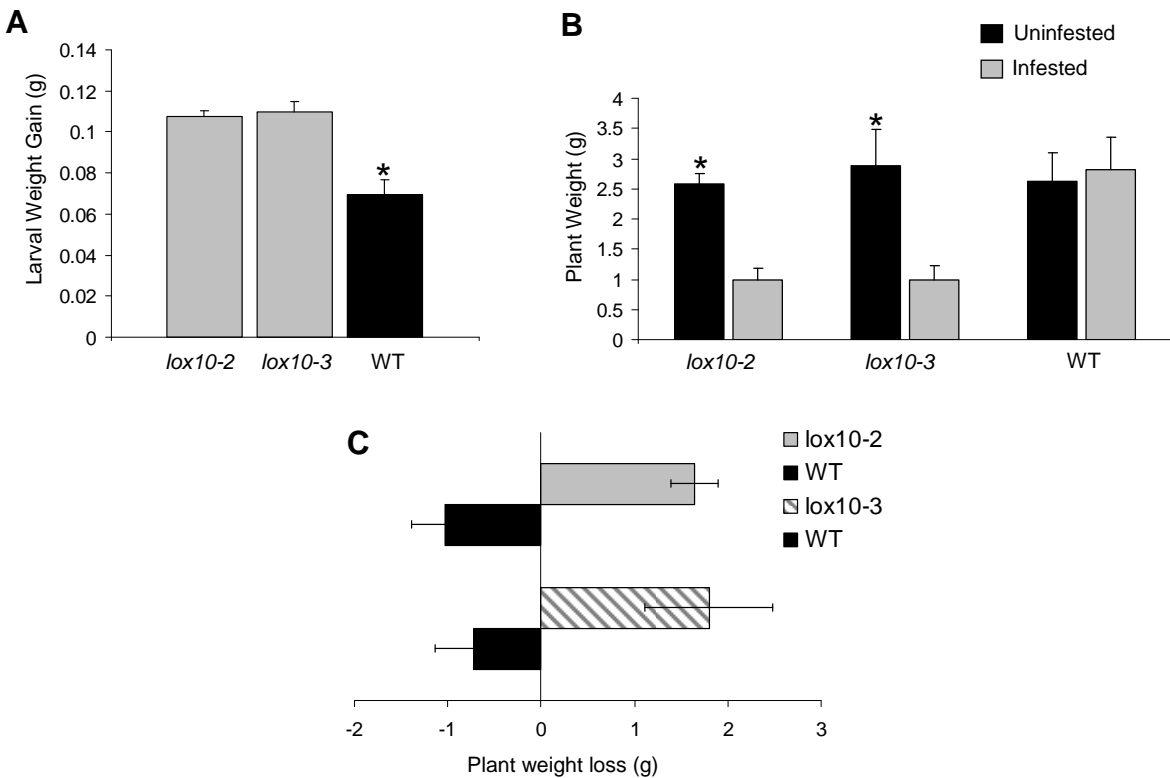 A
Larval Weight Gain (g)
0.14
0.12
0.1
0.08
0.06
0.04
0.02
0
*
lox10-2 lox10-3 WT
B
Uninfested
Infested
Plant Weight (g)
4
3.5
3
2.5
2
1.5
1
0.5
0
* *
lox10-2 lox10-3 WT
C
lox10-2
WT
lox10-3
WT
-2 -1 0 1 2 3
Plant weight loss (g)